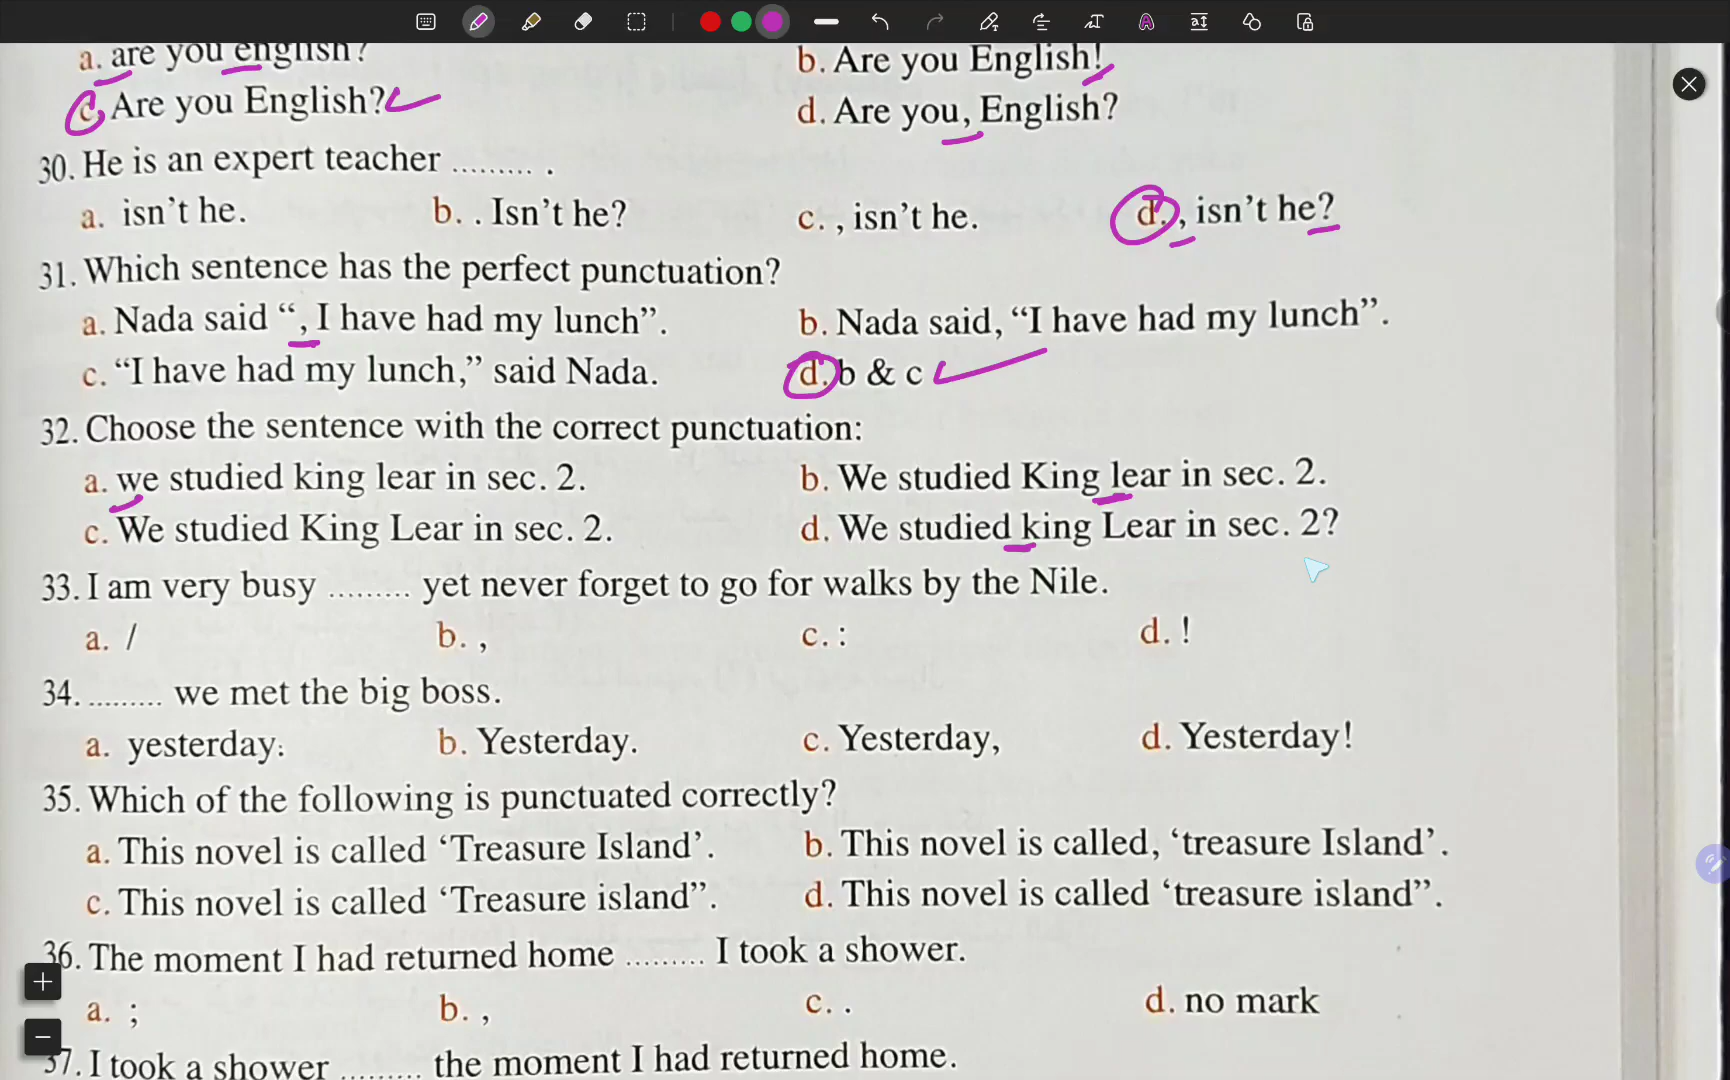 a. are you english?
b. Are you English!
c. Are you English?
d. Are you, English?
30. He is an expert teacher ......... .
a. isn't he.
b. . Isn't he?
c. , isn't he.
d. , isn't he?
31. Which sentence has the perfect punctuation?
a. Nada said “, I have had my lunch”.
b. Nada said, “I have had my lunch”.
c. “I have had my lunch,” said Nada.
d. b & c
32. Choose the sentence with the correct punctuation:
a. we studied king lear in sec. 2.
b. We studied King lear in sec. 2.
c. We studied King Lear in sec. 2.
d. We studied king Lear in sec. 2?
33. I am very busy ......... yet never forget to go for walks by the Nile.
a. /
b. ,
c. :
d. !
34. ......... we met the big boss.
a. yesterday:
b. Yesterday.
c. Yesterday,
d. Yesterday!
35. Which of the following is punctuated correctly?
a. This novel is called ‘Treasure Island’.
b. This novel is called, ‘treasure Island’.
c. This novel is called ‘Treasure island”.
d. This novel is called ‘treasure island”.
36. The moment I had returned home ......... I took a shower.
a. ;
b. ,
c. .
d. no mark
37. I took a shower ......... the moment I had returned home.